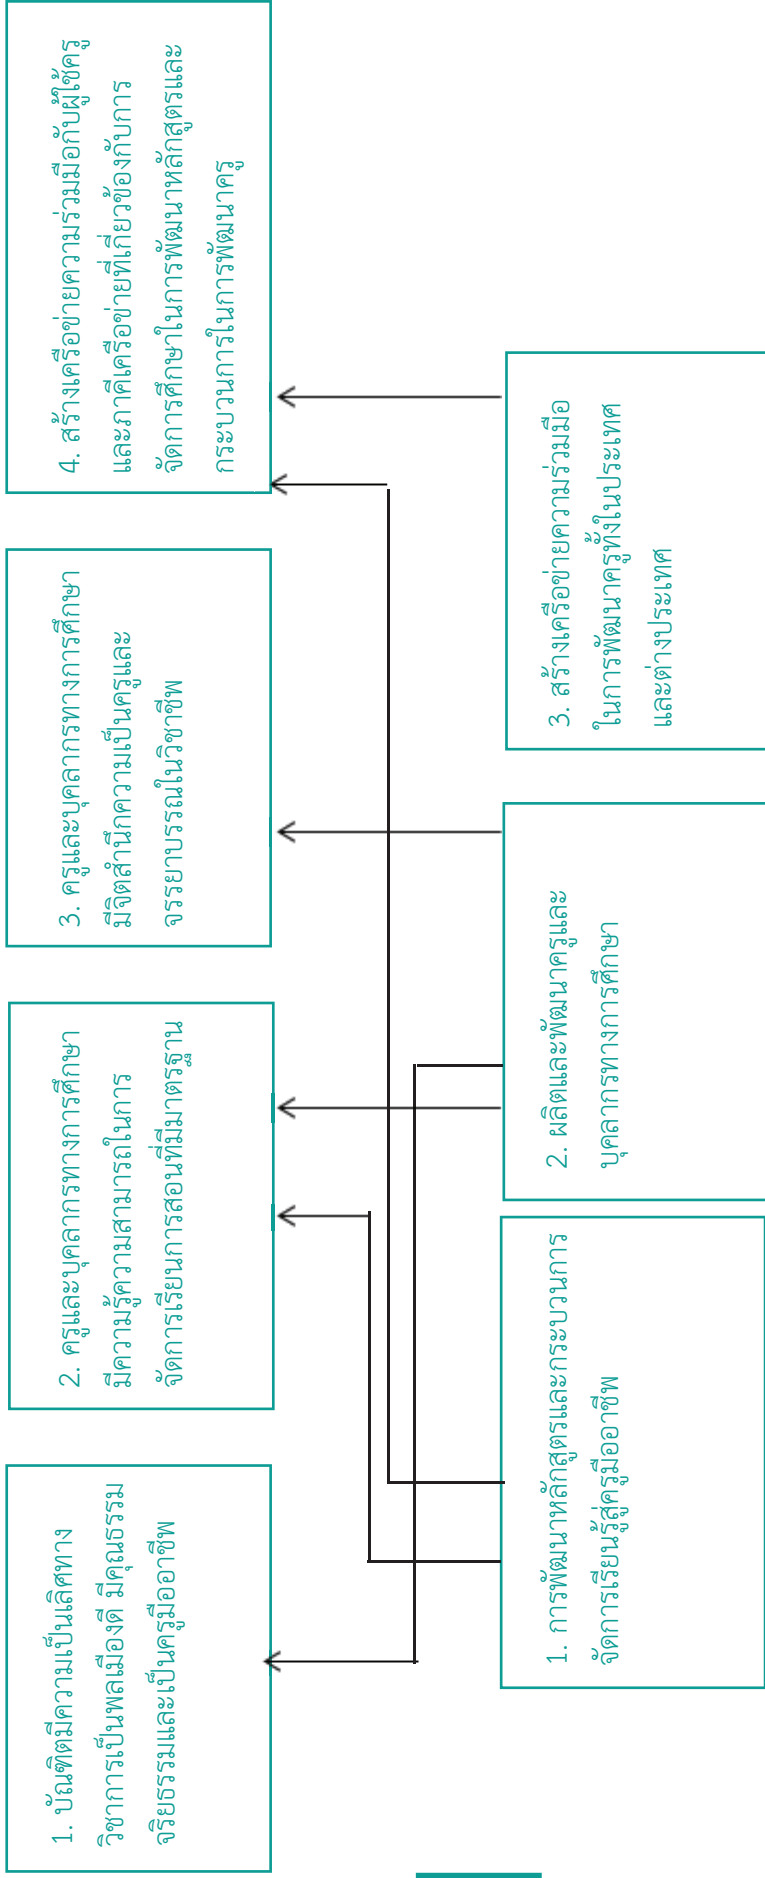 1. บัณฑิตมีความเป็นเลิศทาง
วิชาการเป็นพลเมืองดี มีคุณธรรม
จริยธรรมและเป็นครูมืออาชีพ
2. ครูและบุคลากรทางการศึกษา
มีความรู้ความสามารถในการ
จัดการเรียนการสอนที่มีมาตรฐาน
3. ครูและบุคลากรทางการศึกษา
มีจิตสำนึกความเป็นครูและ
จรรยาบรรณในวิชาชีพ
4. สร้างเครือข่ายความร่วมมือกับผู้ใช้ครู
และภาคีเครือข่ายที่เกี่ยวข้องกับการ
จัดการศึกษาในการพัฒนาหลักสูตรและ
กระบวนการในการพัฒนาครู
1. การพัฒนาหลักสูตรและกระบวนการ
จัดการเรียนรู้สู่ครูมืออาชีพ
2. ผลิตและพัฒนาครูและ
บุคลากรทางการศึกษา
3. สร้างเครือข่ายความร่วมมือ
ในการพัฒนาครูทั้งในประเทศ
และต่างประเทศ